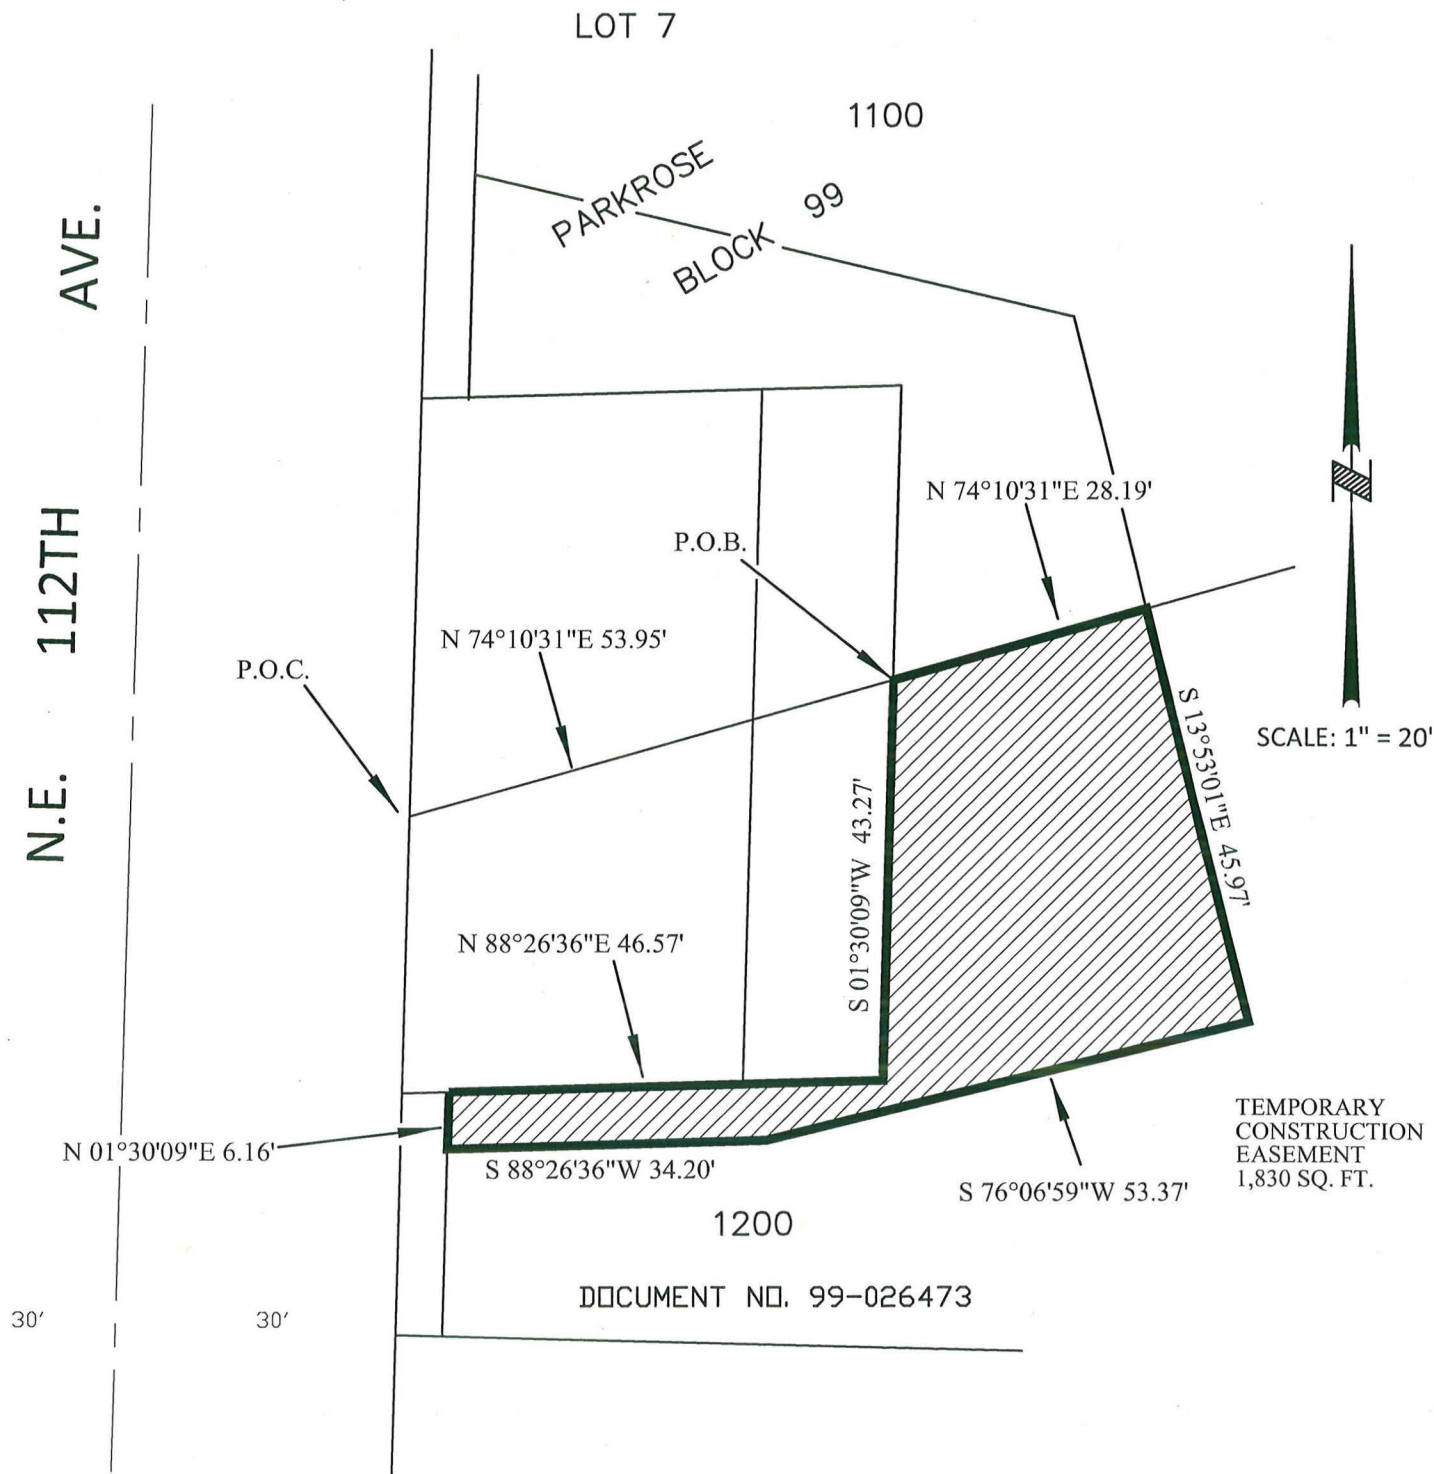 LOT 7
1100
PARKROSE
BLOCK 99
N.E. 112TH AVE.
N 74°10'31"E 28.19'
N
P.O.B.
N 74°10'31"E 53.95'
P.O.C.
S 13°53'01"E 45.97'
SCALE: 1" = 20'
S 01°30'09"W 43.27'
N 88°26'36"E 46.57'
TEMPORARY
CONSTRUCTION
EASEMENT
1,830 SQ. FT.
N 01°30'09"E 6.16'
S 88°26'36"W 34.20'
S 76°06'59"W 53.37'
1200
DOCUMENT NO. 99-026473
30'
30'